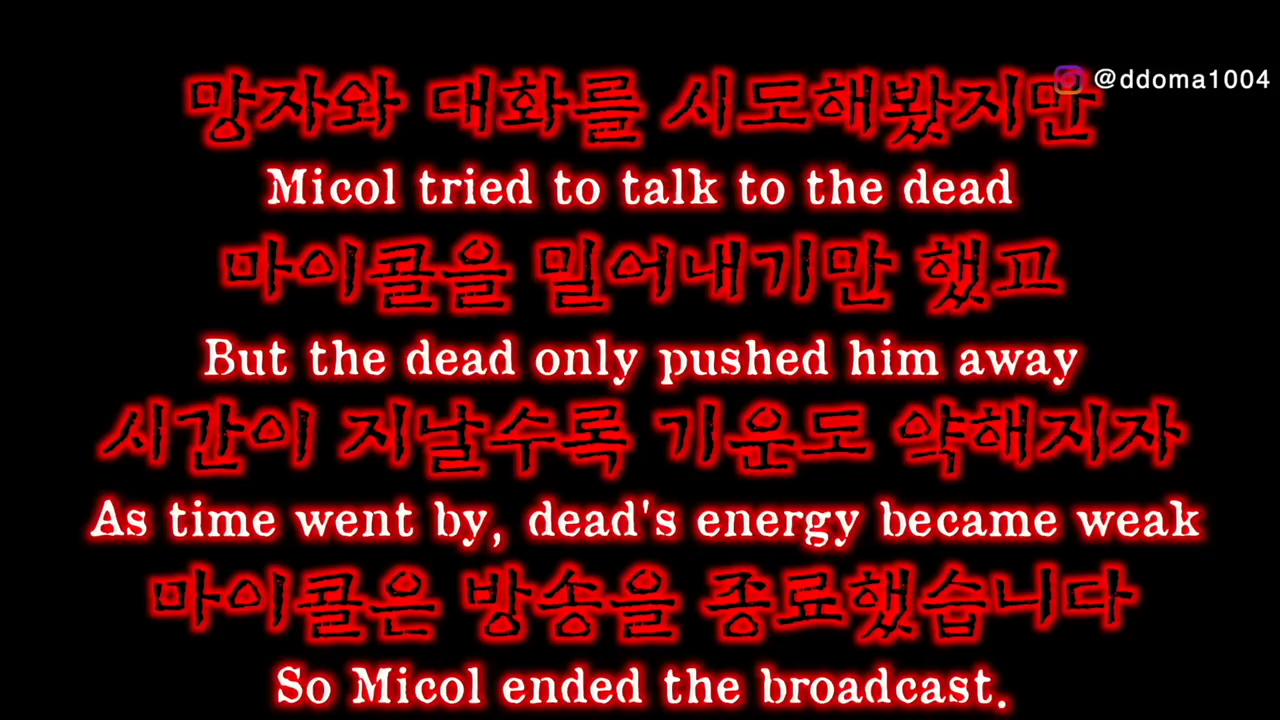 @ddoma1004
망자와 대화를 시도해봤지만
Micol tried to talk to the dead
마이콜을 밀어내기만 했고
But the dead only pushed him away
시간이 지날수록 기운도 약해지자
As time went by, dead's energy became weak
마이콜은 방송을 종료했습니다
So Micol ended the broadcast.